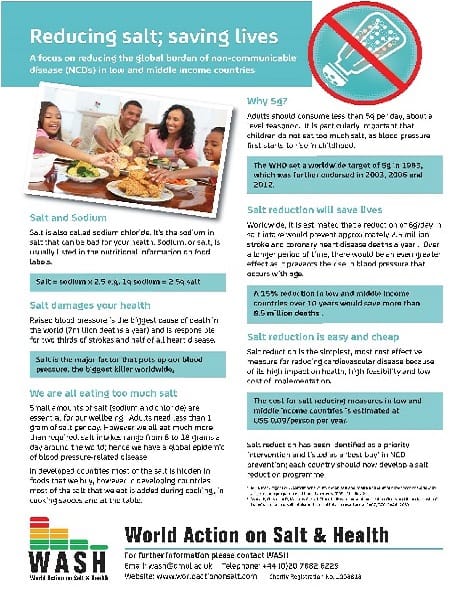 Reducing salt; saving lives
A focus on reducing the global burden of non-communicable
disease (NCDs) in low and middle income countries
Salt and Sodium
Salt is also called sodium chloride. It's the sodium in
salt that can be bad for your health. Sodium, or salt, is
usually listed in the nutritional information on food
labels.
Salt = sodium x 2.5 e.g. 1g sodium = 2.5g salt
Salt damages your health
Raised blood pressure is the biggest cause of death in
the world (7million deaths a year) and is responsible
for two thirds of strokes and half of all heart disease.
Salt is the major factor that puts up our blood
pressure, the biggest killer worldwide.
We are all eating too much salt
Small amounts of salt (sodium and chloride) are
essential for our wellbeing. Adults need less than 1
gram of salt per day. However we all eat much more
than required: salt intakes range from 6 to 18 grams a
day around the world; hence we have a global epidemic
of blood pressure-related disease.
In developed countries most of the salt is hidden in
foods that we buy, however in developing countries
most of the salt that we eat is added during cooking, in
cooking sauces and at the table.
Why 5g?
Adults should consume less than 5g per day, about a
level teaspoon. It is particularly important that
children do not eat too much salt, as blood pressure
first starts to rise in childhood.
The WHO set a worldwide target of 5g in 1983,
which was further endorsed in 2003, 2006 and
2012.
Salt reduction will save lives
Worldwide, it is estimated that a reduction of 6g/day in
salt intake would prevent approximately 2.5 million
stroke and coronary heart disease deaths a year. Over
a longer period of time, there would be an even greater
effect as it prevents the rise in blood pressure that
occurs with age.
A 15% reduction in low and middle income
countries over 10 years would save more than
8.5 million deaths.
Salt reduction is easy and cheap
Salt reduction is the simplest, most cost effective
measure for reducing cardiovascular disease because
of its high impact on health, high feasibility and low
cost of implementation.
The cost for salt reducing measures in low and
middle income countries is estimated at
US$ 0.09/person per year.
Salt reduction has been identified as a priority
intervention and listed as a 'best buy' in NCD
prevention; each country should now develop a salt
reduction programme.
WASH
World Action on Salt & Health
World Action on Salt & Health
For further information please contact WASH
Email: wash@qmul.ac.uk Telephone: +44 (0)20 7882 6229
Website: www.worldactiononsalt.com Charity Registration No.